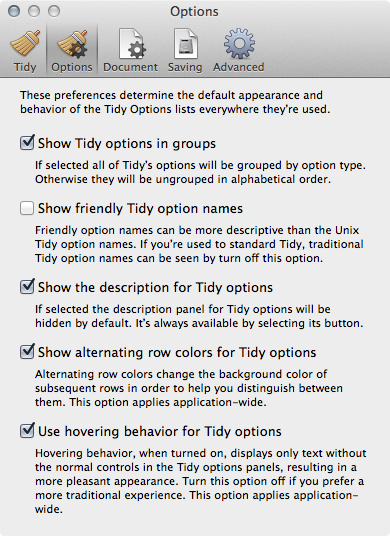 Options
Tidy Options Document Saving Advanced
These preferences determine the default appearance and
behavior of the Tidy Options lists everywhere they're used.
Show Tidy options in groups
If selected all of Tidy's options will be grouped by option type.
Otherwise they will be ungrouped in alphabetical order.
Show friendly Tidy option names
Friendly option names can be more descriptive than the Unix
Tidy option names. If you're used to standard Tidy, traditional
Tidy option names can be seen by turn off this option.
Show the description for Tidy options
If selected the description panel for Tidy options will be
hidden by default. It's always available by selecting its button.
Show alternating row colors for Tidy options
Alternating row colors change the background color of
subsequent rows in order to help you distinguish between
them. This option applies application-wide.
Use hovering behavior for Tidy options
Hovering behavior, when turned on, displays only text without
the normal controls in the Tidy options panels, resulting in a
more pleasant appearance. Turn this option off if you prefer a
more traditional experience. This option applies application-
wide.